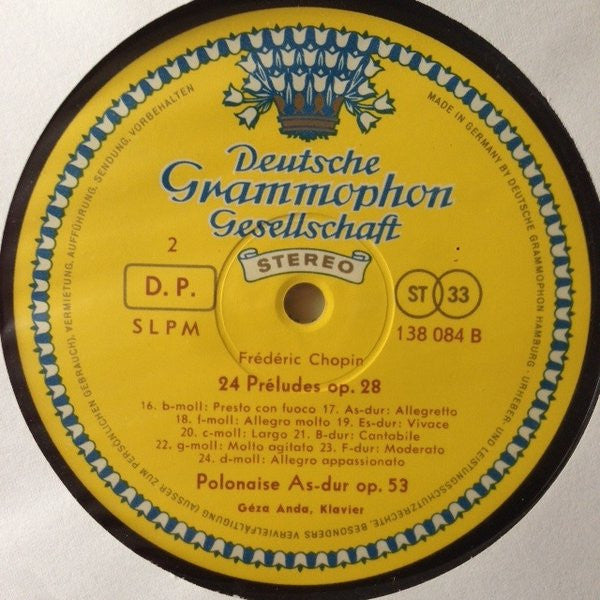 Deutsche
Grammophon
Gesellschaft
STEREO
2
D. P.
SLPM
ST 33
138 084 B
Frédéric Chopin
24 Préludes op. 28
16. b-moll: Presto con fuoco 17. As-dur: Allegretto
18. f-moll: Allegro molto 19. Es-dur: Vivace
20. c-moll: Largo 21. B-dur: Cantabile
22. g-moll: Molto agitato 23. F-dur: Moderato
24. d-moll: Allegro appassionato
Polonaise As-dur op. 53
Géza Anda, Klavier
MADE IN GERMANY BY DEUTSCHE GRAMMOPHON HAMBURG · URHEBER- UND LEISTUNGSSCHUTZRECHTE, BESONDERS VERVIELFÄLTIGUNG (AUSSER ZUM PERSÖNLICHEN GEBRAUCH), VERMIETUNG, AUFFÜHRUNG, SENDUNG, VORBEHALTEN